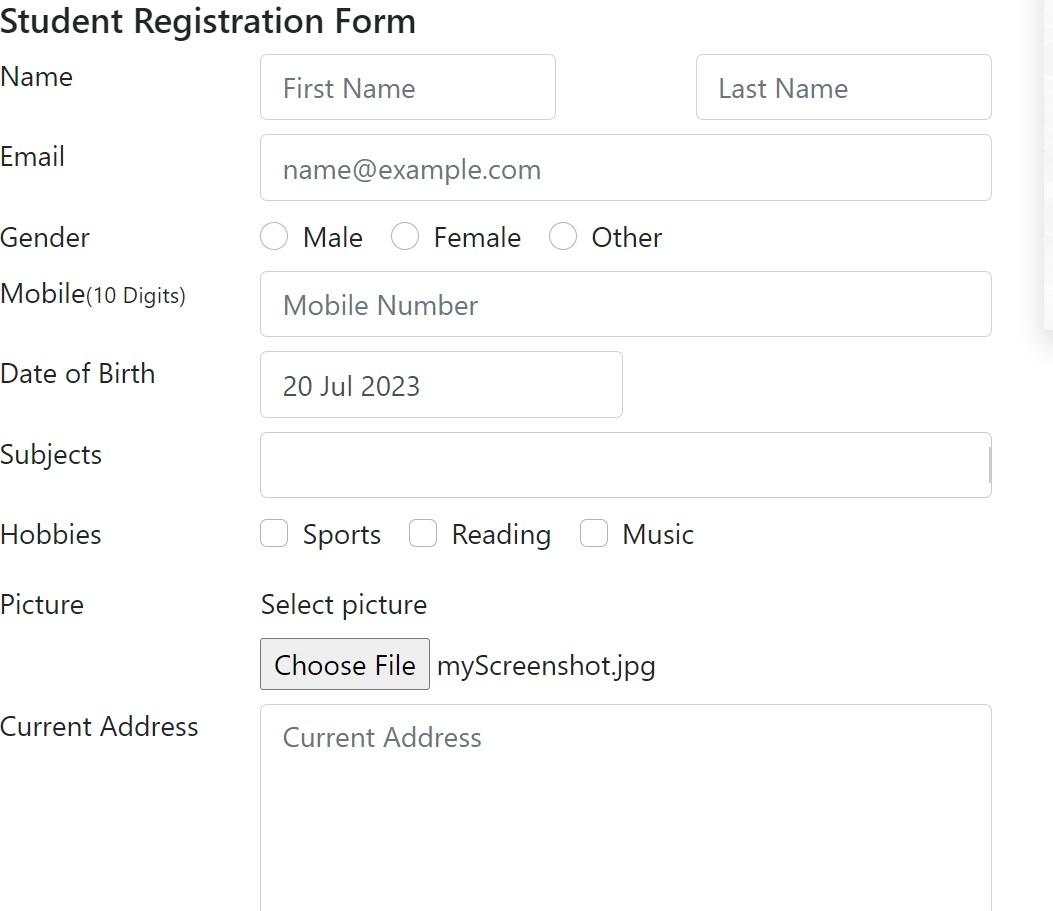 Student Registration Form
Name First Name Last Name
Email name@example.com
Gender Male Female Other
Mobile(10 Digits) Mobile Number
Date of Birth 20 Jul 2023
Subjects
Hobbies Sports Reading Music
Picture Select picture
Choose File myScreenshot.jpg
Current Address Current Address